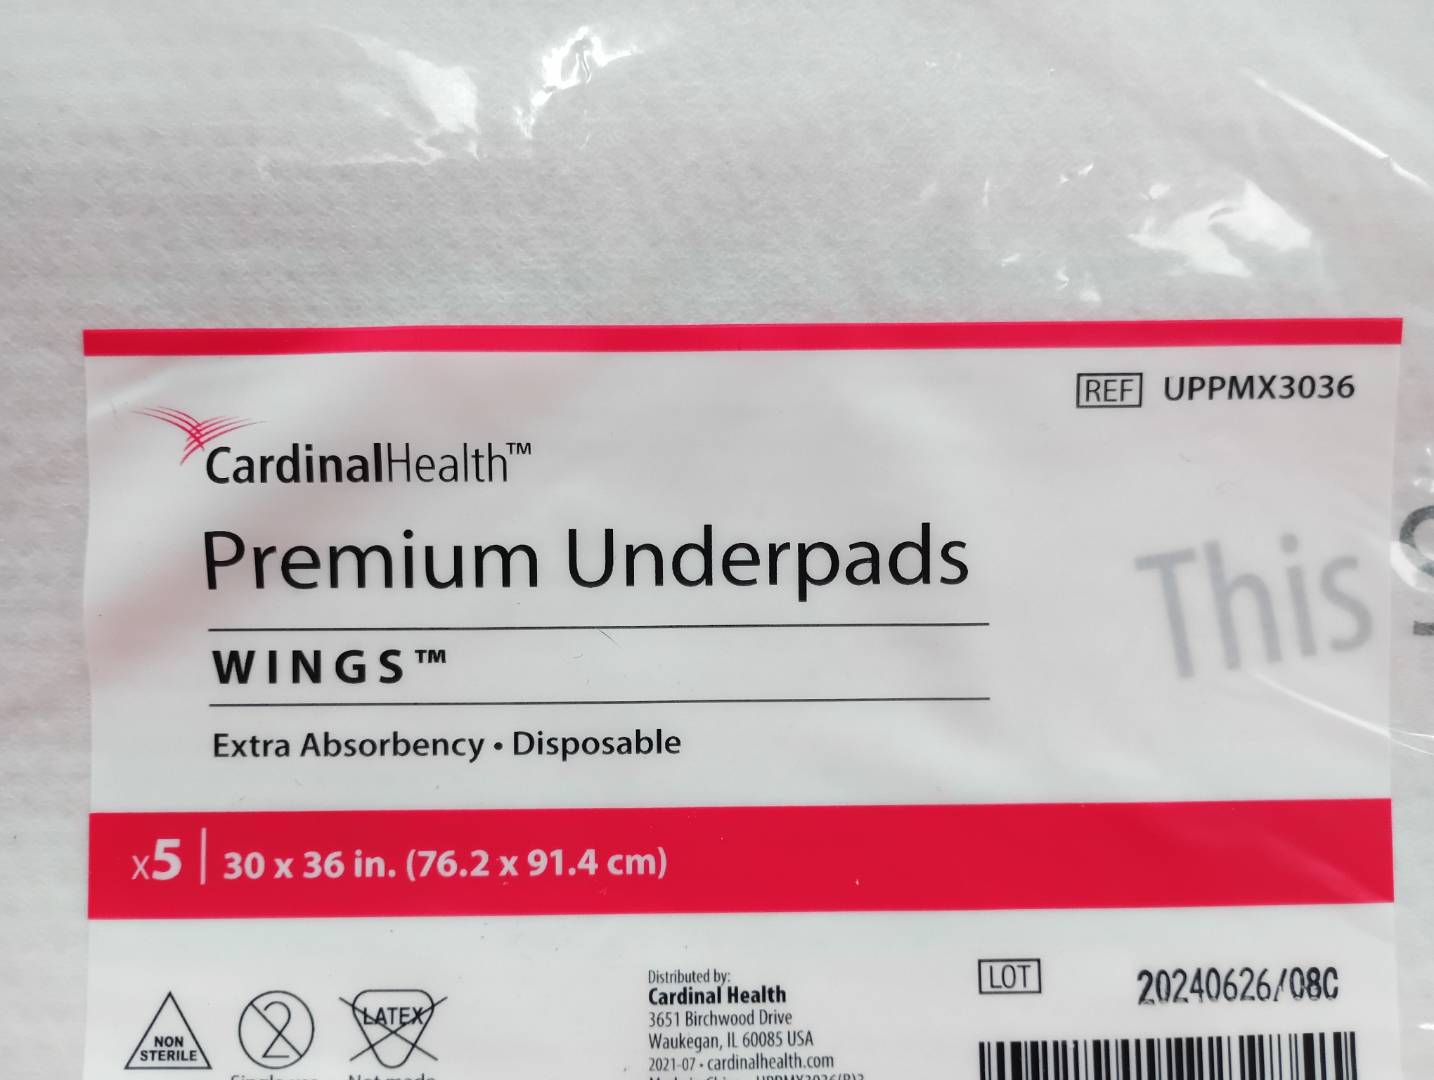 REF UPPMX3036
CardinalHealth™
Premium Underpads
This
WINGS™
Extra Absorbency • Disposable
x5 | 30 x 36 in. (76.2 x 91.4 cm)
NON
STERILE
2
LATEX
Distributed by:
Cardinal Health
3651 Birchwood Drive
Waukegan, IL 60085 USA
2021-07 • cardinalhealth.com
LOT 20240626/08C